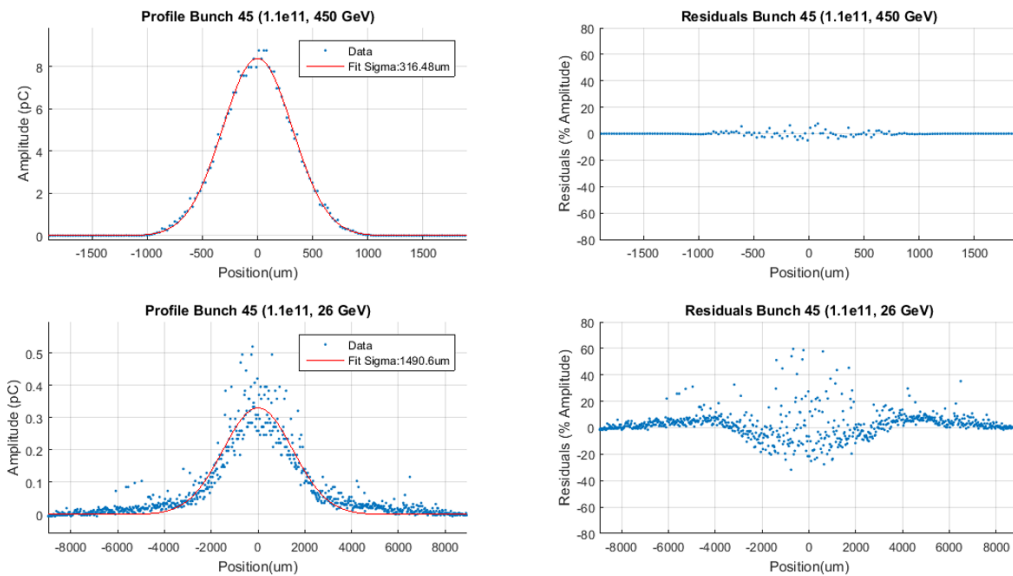 Profile Bunch 45 (1.1e11, 450 GeV)
Data
Fit Sigma:316.48um
8
6
4
2
0
Amplitude (pC)
-1500 -1000 -500 0 500 1000 1500
Position(um)
Residuals Bunch 45 (1.1e11, 450 GeV)
80
60
40
20
0
-20
-40
-60
-80
Residuals (% Amplitude)
-1500 -1000 -500 0 500 1000 1500
Position(um)
Profile Bunch 45 (1.1e11, 26 GeV)
Data
Fit Sigma:1490.6um
0.5
0.4
0.3
0.2
0.1
0
Amplitude (pC)
-8000 -6000 -4000 -2000 0 2000 4000 6000 8000
Position(um)
Residuals Bunch 45 (1.1e11, 26 GeV)
80
60
40
20
0
-20
-40
-60
-80
Residuals (% Amplitude)
-8000 -6000 -4000 -2000 0 2000 4000 6000 8000
Position(um)